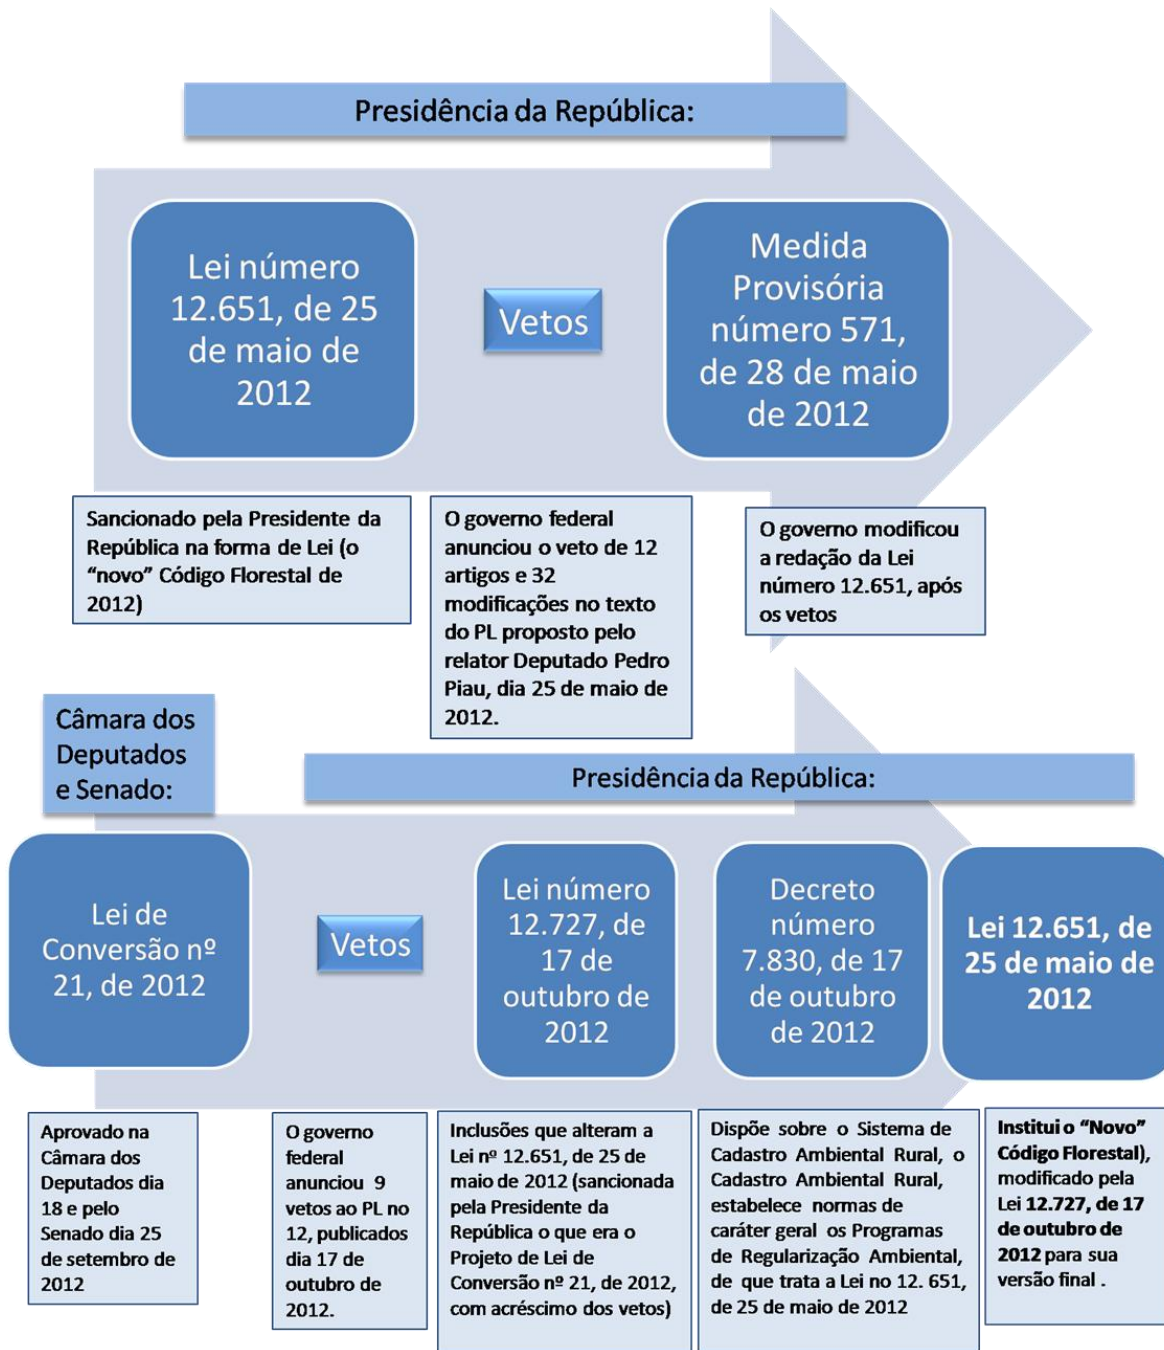 Presidência da República:
Lei número
12.651, de 25
de maio de
2012
Vetos
Medida
Provisória
número 571,
de 28 de maio
de 2012
Sancionado pela Presidente da
República na forma de Lei (o
“novo” Código Florestal de
2012)
O governo federal
anunciou o veto de 12
artigos e 32
modificações no texto
do PL proposto pelo
relator Deputado Pedro
Piau, dia 25 de maio de
2012.
O governo modificou
a redação da Lei
número 12.651, após
os vetos
Câmara dos
Deputados
e Senado:
Presidência da República:
Lei de
Conversão nº
21, de 2012
Vetos
Lei número
12.727, de
17 de
outubro de
2012
Decreto
número
7.830, de 17
de outubro
de 2012
Lei 12.651, de
25 de maio de
2012
Aprovado na
Câmara dos
Deputados dia
18 e pelo
Senado dia 25
de setembro de
2012
O governo
federal
anunciou 9
vetos ao PL no
12, publicados
dia 17 de
outubro de
2012.
Inclusões que alteram a
Lei nº 12.651, de 25 de
maio de 2012 (sancionada
pela Presidente da
República o que era o
Projeto de Lei de
Conversão nº 21, de 2012,
com acréscimo dos vetos)
Dispõe sobre o Sistema de
Cadastro Ambiental Rural, o
Cadastro Ambiental Rural,
estabelece normas de
caráter geral os Programas
de Regularização Ambiental,
de que trata a Lei no 12. 651,
de 25 de maio de 2012
Institui o “Novo”
Código Florestal),
modificado pela
Lei 12.727, de 17
de outubro de
2012 para sua
versão final .